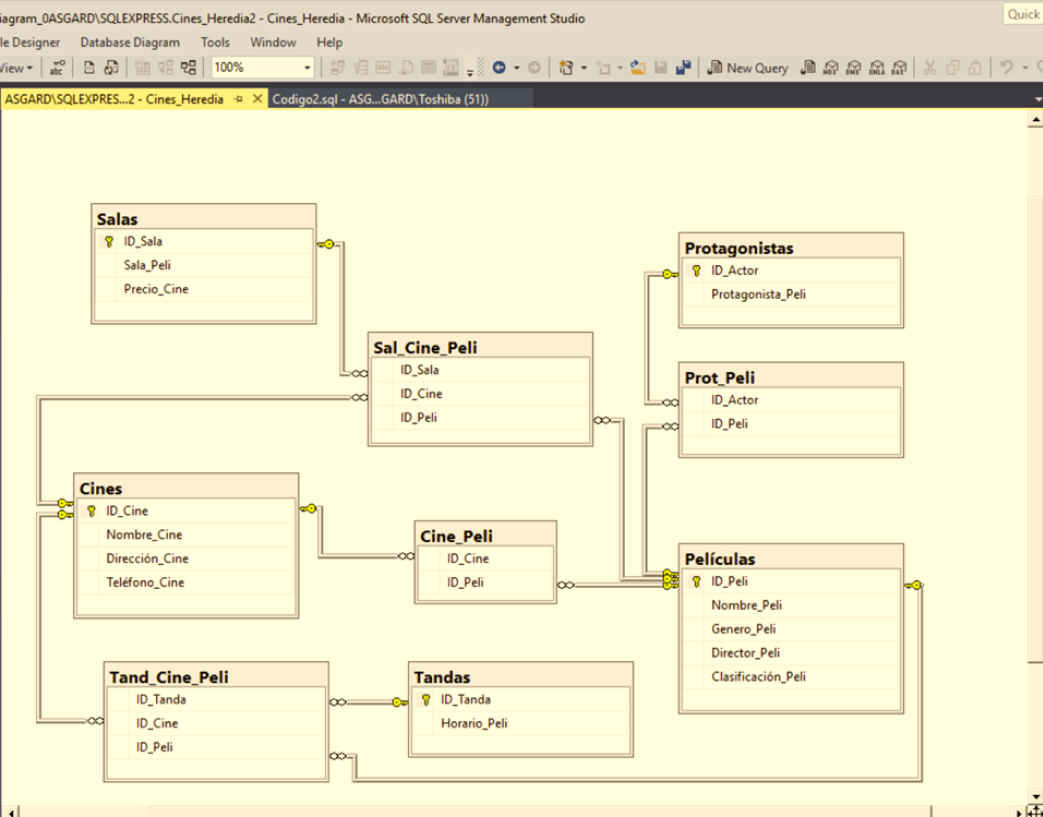 iagram_0ASGARD\SQLEXPRESS.Cines_Heredia2 - Cines_Heredia - Microsoft SQL Server Management Studio
Quick
le Designer Database Diagram Tools Window Help
View 100% New Query
ASGARD\SQLEXPRES...2 - Cines_Heredia Codigo2.sql - ASG...GARD\Toshiba (51))
Salas
ID_Sala
Sala_Peli
Precio_Cine
Protagonistas
ID_Actor
Protagonista_Peli
Sal_Cine_Peli
ID_Sala
ID_Cine
ID_Peli
Prot_Peli
ID_Actor
ID_Peli
Cines
ID_Cine
Nombre_Cine
Dirección_Cine
Teléfono_Cine
Cine_Peli
ID_Cine
ID_Peli
Películas
ID_Peli
Nombre_Peli
Genero_Peli
Director_Peli
Clasificación_Peli
Tand_Cine_Peli
ID_Tanda
ID_Cine
ID_Peli
Tandas
ID_Tanda
Horario_Peli